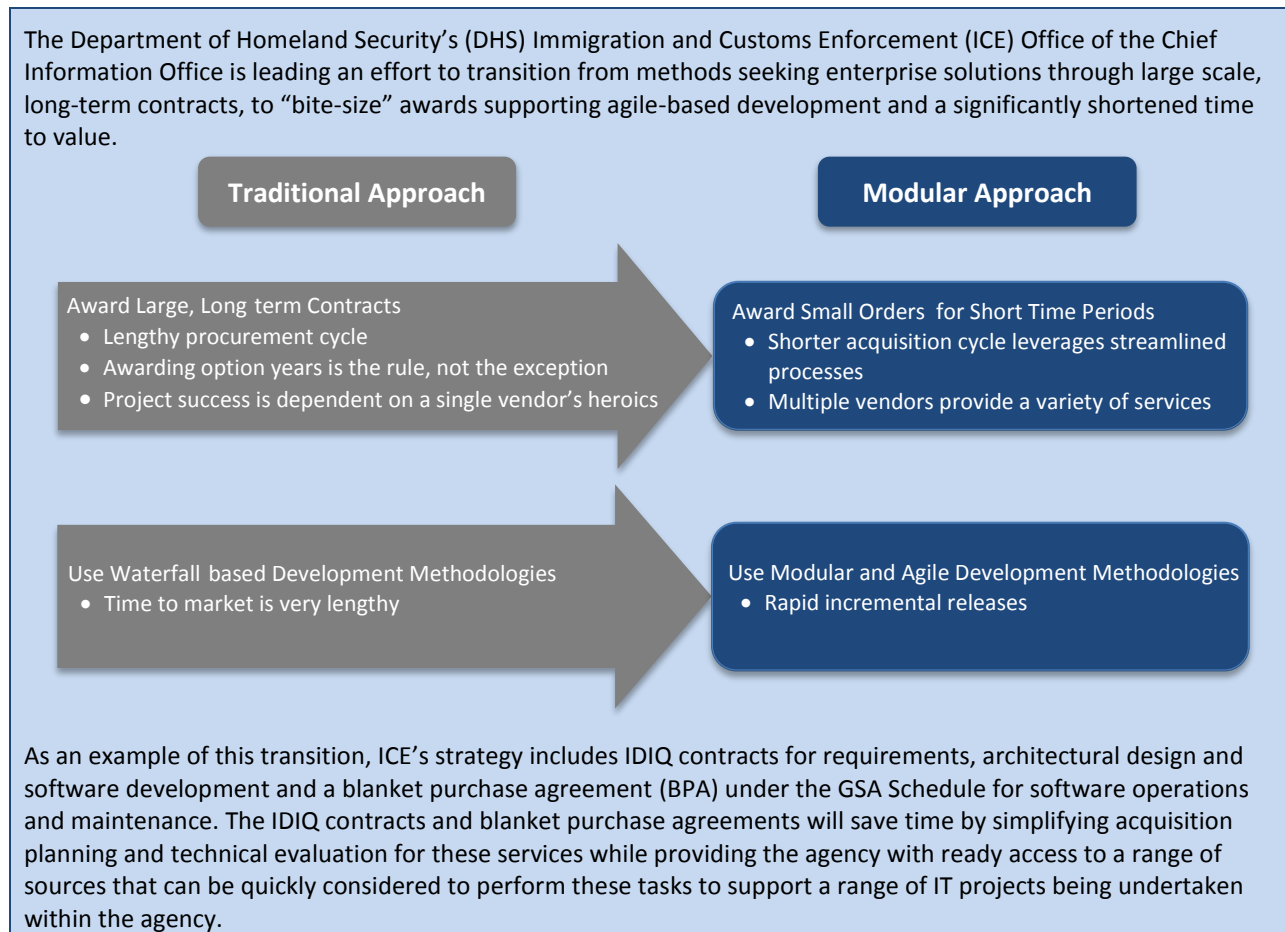 The Department of Homeland Security’s (DHS) Immigration and Customs Enforcement (ICE) Office of the Chief
Information Office is leading an effort to transition from methods seeking enterprise solutions through large scale,
long-term contracts, to “bite-size” awards supporting agile-based development and a significantly shortened time
to value.
Traditional Approach
Modular Approach
Award Large, Long term Contracts
• Lengthy procurement cycle
• Awarding option years is the rule, not the exception
• Project success is dependent on a single vendor’s heroics
Award Small Orders for Short Time Periods
• Shorter acquisition cycle leverages streamlined
processes
• Multiple vendors provide a variety of services
Use Waterfall based Development Methodologies
• Time to market is very lengthy
Use Modular and Agile Development Methodologies
• Rapid incremental releases
As an example of this transition, ICE’s strategy includes IDIQ contracts for requirements, architectural design and
software development and a blanket purchase agreement (BPA) under the GSA Schedule for software operations
and maintenance. The IDIQ contracts and blanket purchase agreements will save time by simplifying acquisition
planning and technical evaluation for these services while providing the agency with ready access to a range of
sources that can be quickly considered to perform these tasks to support a range of IT projects being undertaken
within the agency.